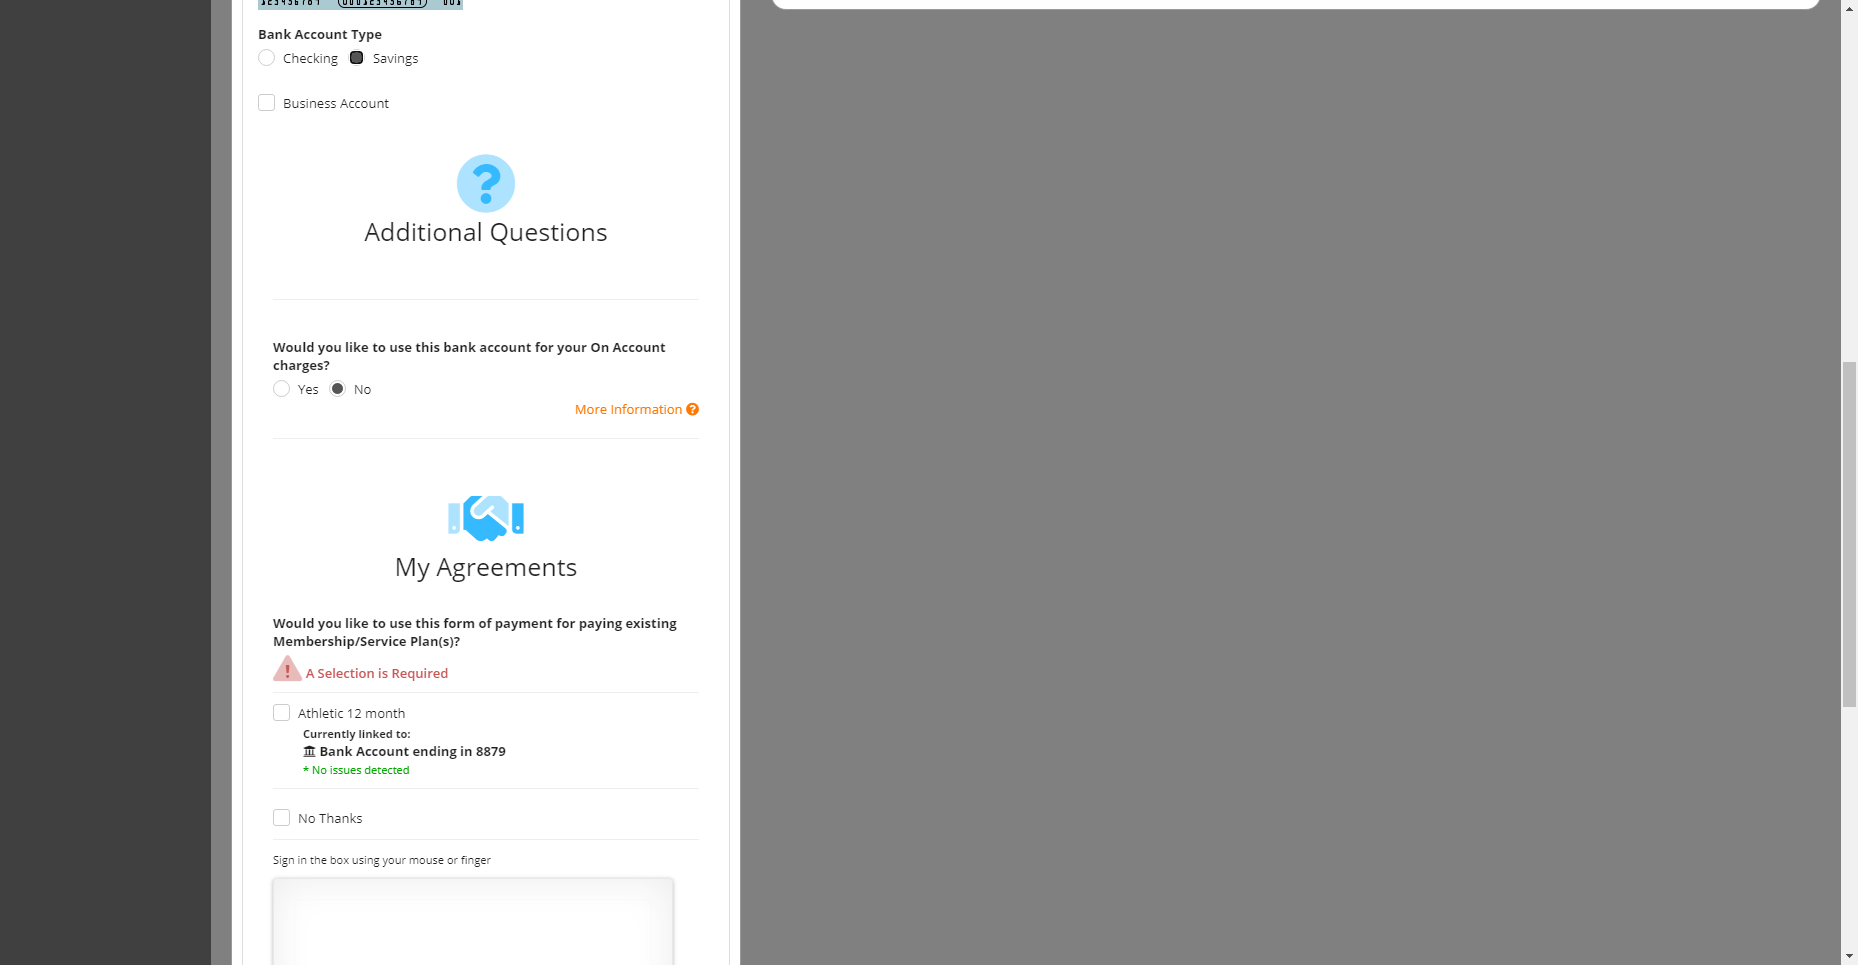 Bank Account Type
Checking Savings
Business Account
Additional Questions
Would you like to use this bank account for your On Account
charges?
Yes No
More Information
My Agreements
Would you like to use this form of payment for paying existing
Membership/Service Plan(s)?
A Selection is Required
Athletic 12 month
Currently linked to:
Bank Account ending in 8879
* No issues detected
No Thanks
Sign in the box using your mouse or finger